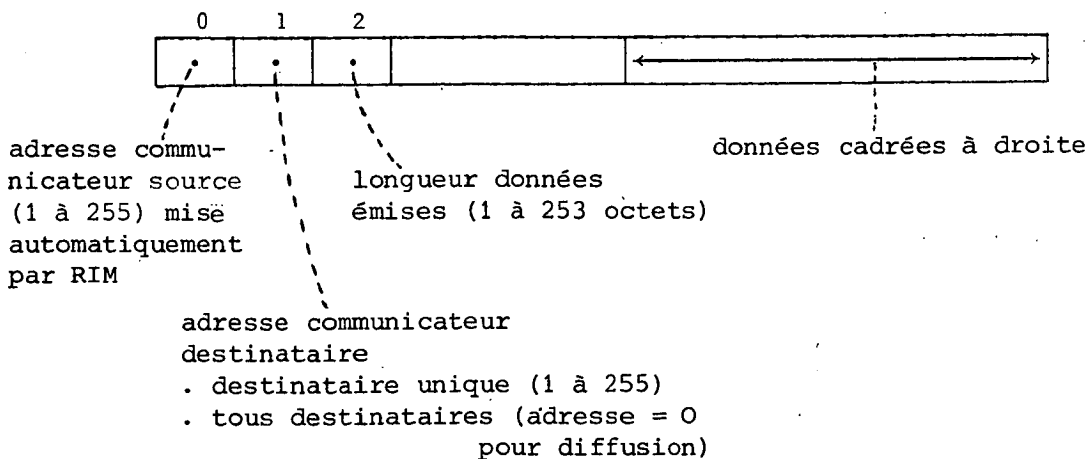 0 1 2
adresse commu-
nicateur source
(1 à 255) mise
automatiquement
par RIM
longueur données
émises (1 à 253 octets)
données cadrées à droite
adresse communicateur
destinataire
. destinataire unique (1 à 255)
. tous destinataires (adresse = 0
pour diffusion)